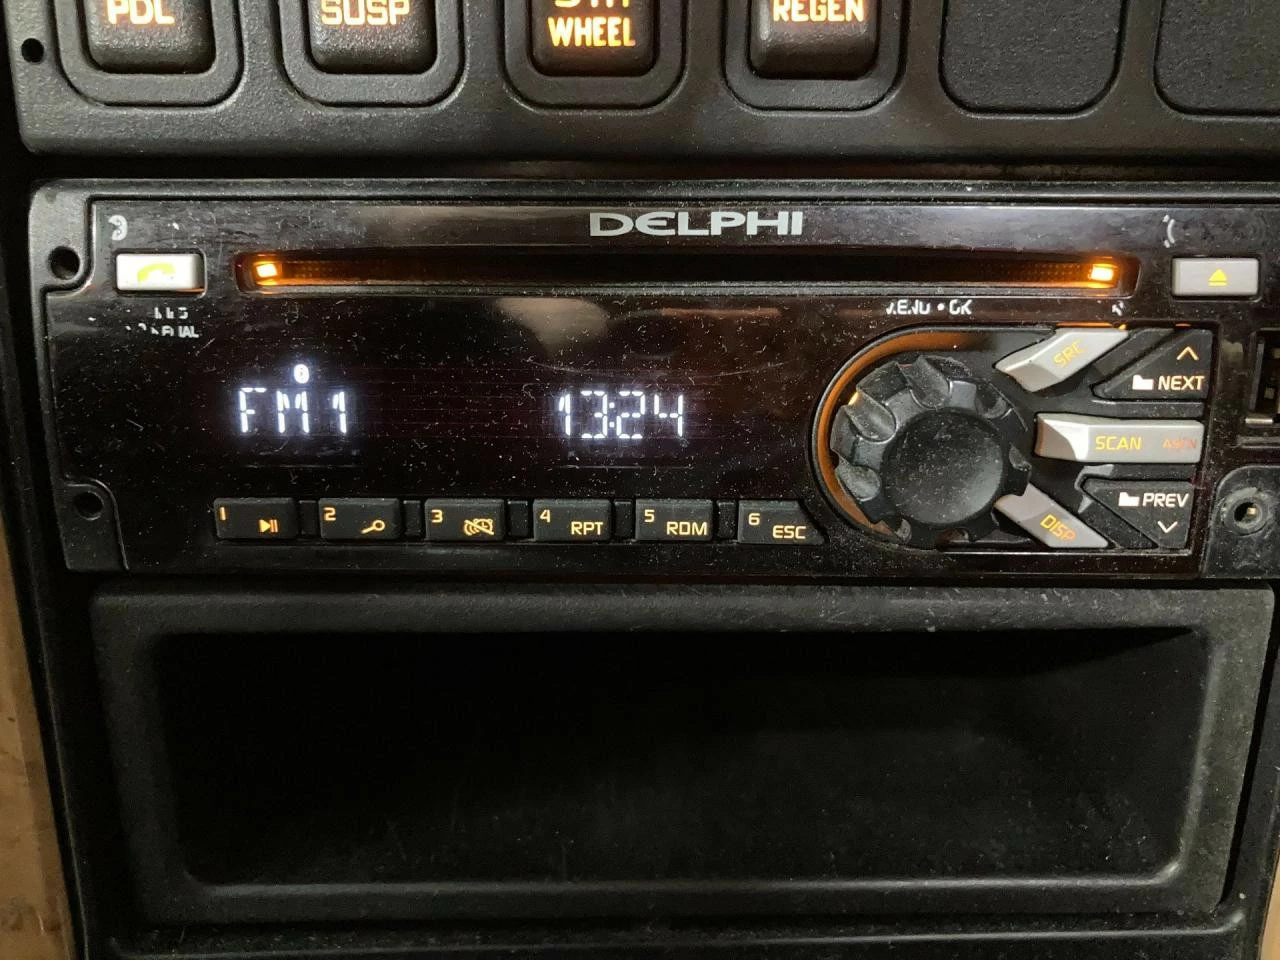 PDL
SUSP
WHEEL
REGEN
DELPHI
SRC
NEXT
SCAN
PREV
DISP
FM1
13:24
1
2
3
4 RPT
5 RDM
6 ESC